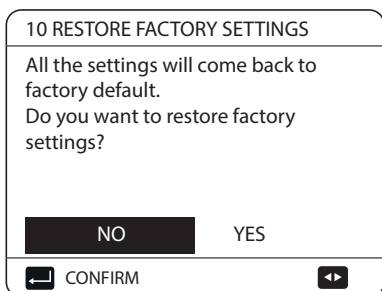 10 RESTORE FACTORY SETTINGS
All the settings will come back to
factory default.
Do you want to restore factory
settings?
NO YES
CONFIRM